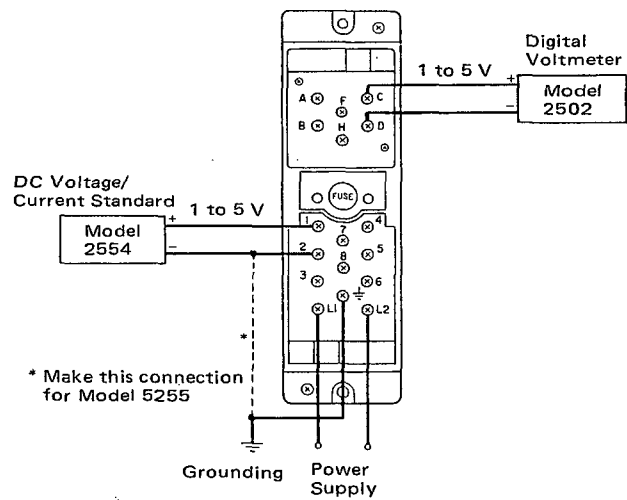 Digital
Voltmeter
1 to 5 V
+
Model
2502
−
A
F
C
B
H
D
DC Voltage/
Current Standard
1 to 5 V
+
Model
2554
−
FUSE
1
7
4
2
8
5
3
6
L1
L2
*
* Make this connection
for Model 5255
Grounding
Power
Supply